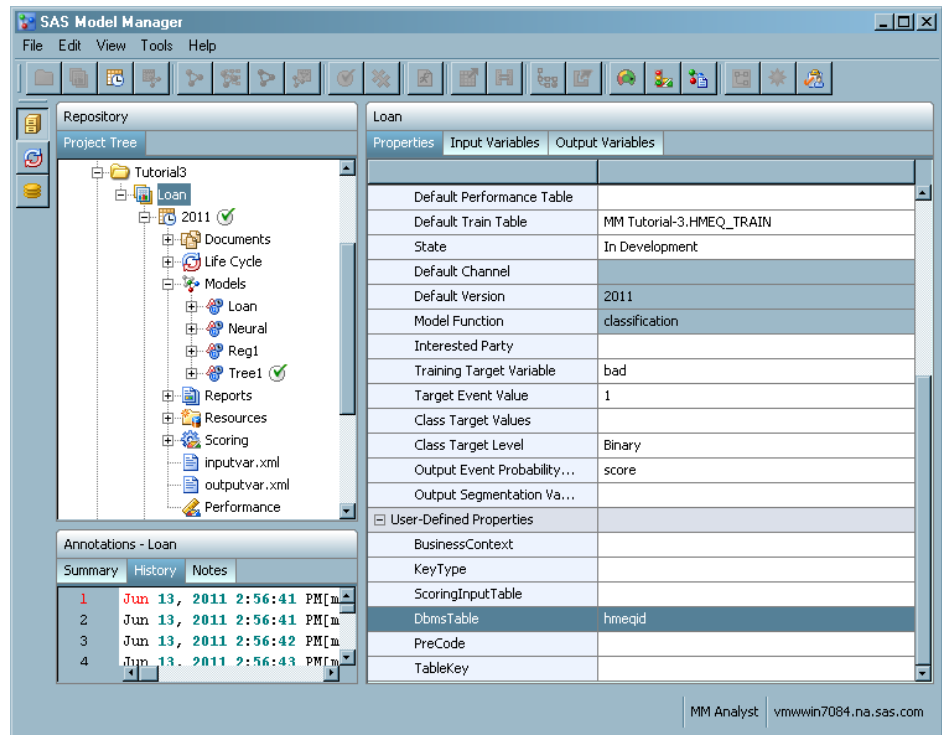 SAS Model Manager
File Edit View Tools Help
Repository
Project Tree
Tutorial3
Loan
2011
Documents
Life Cycle
Models
Loan
Neural
Reg1
Tree1
Reports
Resources
Scoring
inputvar.xml
outputvar.xml
Performance
Annotations - Loan
Summary History Notes
1 Jun 13, 2011 2:56:41 PM[m
2 Jun 13, 2011 2:56:41 PM[m
3 Jun 13, 2011 2:56:42 PM[m
4 Jun 13, 2011 2:56:43 PM[m
Loan
Properties Input Variables Output Variables
Default Performance Table
Default Train Table MM Tutorial-3.HMEQ_TRAIN
State In Development
Default Channel
Default Version 2011
Model Function classification
Interested Party
Training Target Variable bad
Target Event Value 1
Class Target Values
Class Target Level Binary
Output Event Probability... score
Output Segmentation Va...
User-Defined Properties
BusinessContext
KeyType
ScoringInputTable
DbmsTable hmeqid
PreCode
TableKey
MM Analyst vmwwin7084.na.sas.com